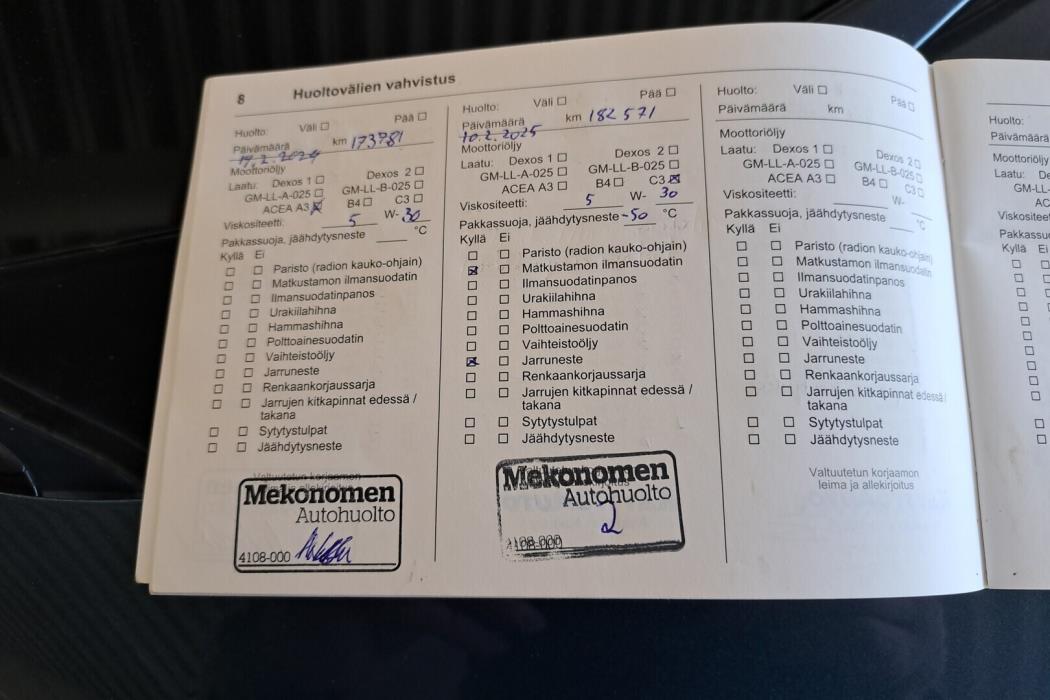 8 Huoltovälien vahvistus
Huolto: Väli ☐ Pää ☐
Päivämäärä km 173781
Moottoriöljy
Laatu: Dexos 1 ☐ Dexos 2 ☐
GM-LL-A-025 ☐ GM-LL-B-025 ☐
ACEA A3 ☒ B4 ☐ C3 ☐
Viskositeetti: 5 W- 30
Pakkassuoja, jäähdytysneste °C
Kyllä Ei
☐ ☐ Paristo (radion kauko-ohjain)
☐ ☐ Matkustamon ilmansuodatin
☐ ☐ Ilmansuodatinpanos
☐ ☐ Urakiilahihna
☐ ☐ Hammashihna
☐ ☐ Polttoainesuodatin
☐ ☐ Vaihteistoöljy
☐ ☐ Jarruneste
☐ ☐ Renkaankorjaussarja
☐ ☐ Jarrujen kitkapinnat edessä /
takana
☐ ☐ Sytytystulpat
☐ ☐ Jäähdytysneste
Mekonomen
Autohuolto
4108-000
Huolto: Väli ☐ Pää ☐
Päivämäärä km 182 571
10.2.2025
Moottoriöljy
Laatu: Dexos 1 ☐ Dexos 2 ☐
GM-LL-A-025 ☐ GM-LL-B-025 ☐
ACEA A3 ☐ B4 ☐ C3 ☒
Viskositeetti: 5 W- 30
Pakkassuoja, jäähdytysneste -50 °C
Kyllä Ei
☐ ☐ Paristo (radion kauko-ohjain)
☒ ☐ Matkustamon ilmansuodatin
☐ ☐ Ilmansuodatinpanos
☐ ☐ Urakiilahihna
☐ ☐ Hammashihna
☐ ☐ Polttoainesuodatin
☐ ☐ Vaihteistoöljy
☒ ☐ Jarruneste
☐ ☐ Renkaankorjaussarja
☐ ☐ Jarrujen kitkapinnat edessä /
takana
☐ ☐ Sytytystulpat
☐ ☐ Jäähdytysneste
Mekonomen
Autohuolto
4108-000
Huolto: Väli ☐ Pää ☐
Päivämäärä km
Moottoriöljy
Laatu: Dexos 1 ☐ Dexos 2 ☐
GM-LL-A-025 ☐ GM-LL-B-025 ☐
ACEA A3 ☐ B4 ☐ C3 ☐
Viskositeetti: W-
Pakkassuoja, jäähdytysneste °C
Kyllä Ei
☐ ☐ Paristo (radion kauko-ohjain)
☐ ☐ Matkustamon ilmansuodatin
☐ ☐ Ilmansuodatinpanos
☐ ☐ Urakiilahihna
☐ ☐ Hammashihna
☐ ☐ Polttoainesuodatin
☐ ☐ Vaihteistoöljy
☐ ☐ Jarruneste
☐ ☐ Renkaankorjaussarja
☐ ☐ Jarrujen kitkapinnat edessä /
takana
☐ ☐ Sytytystulpat
☐ ☐ Jäähdytysneste
Valtuutetun korjaamon
leima ja allekirjoitus
Huolto:
Päivämäärä
Moottoriöljy
Laatu:
GM-LL-
Kyllä Ei